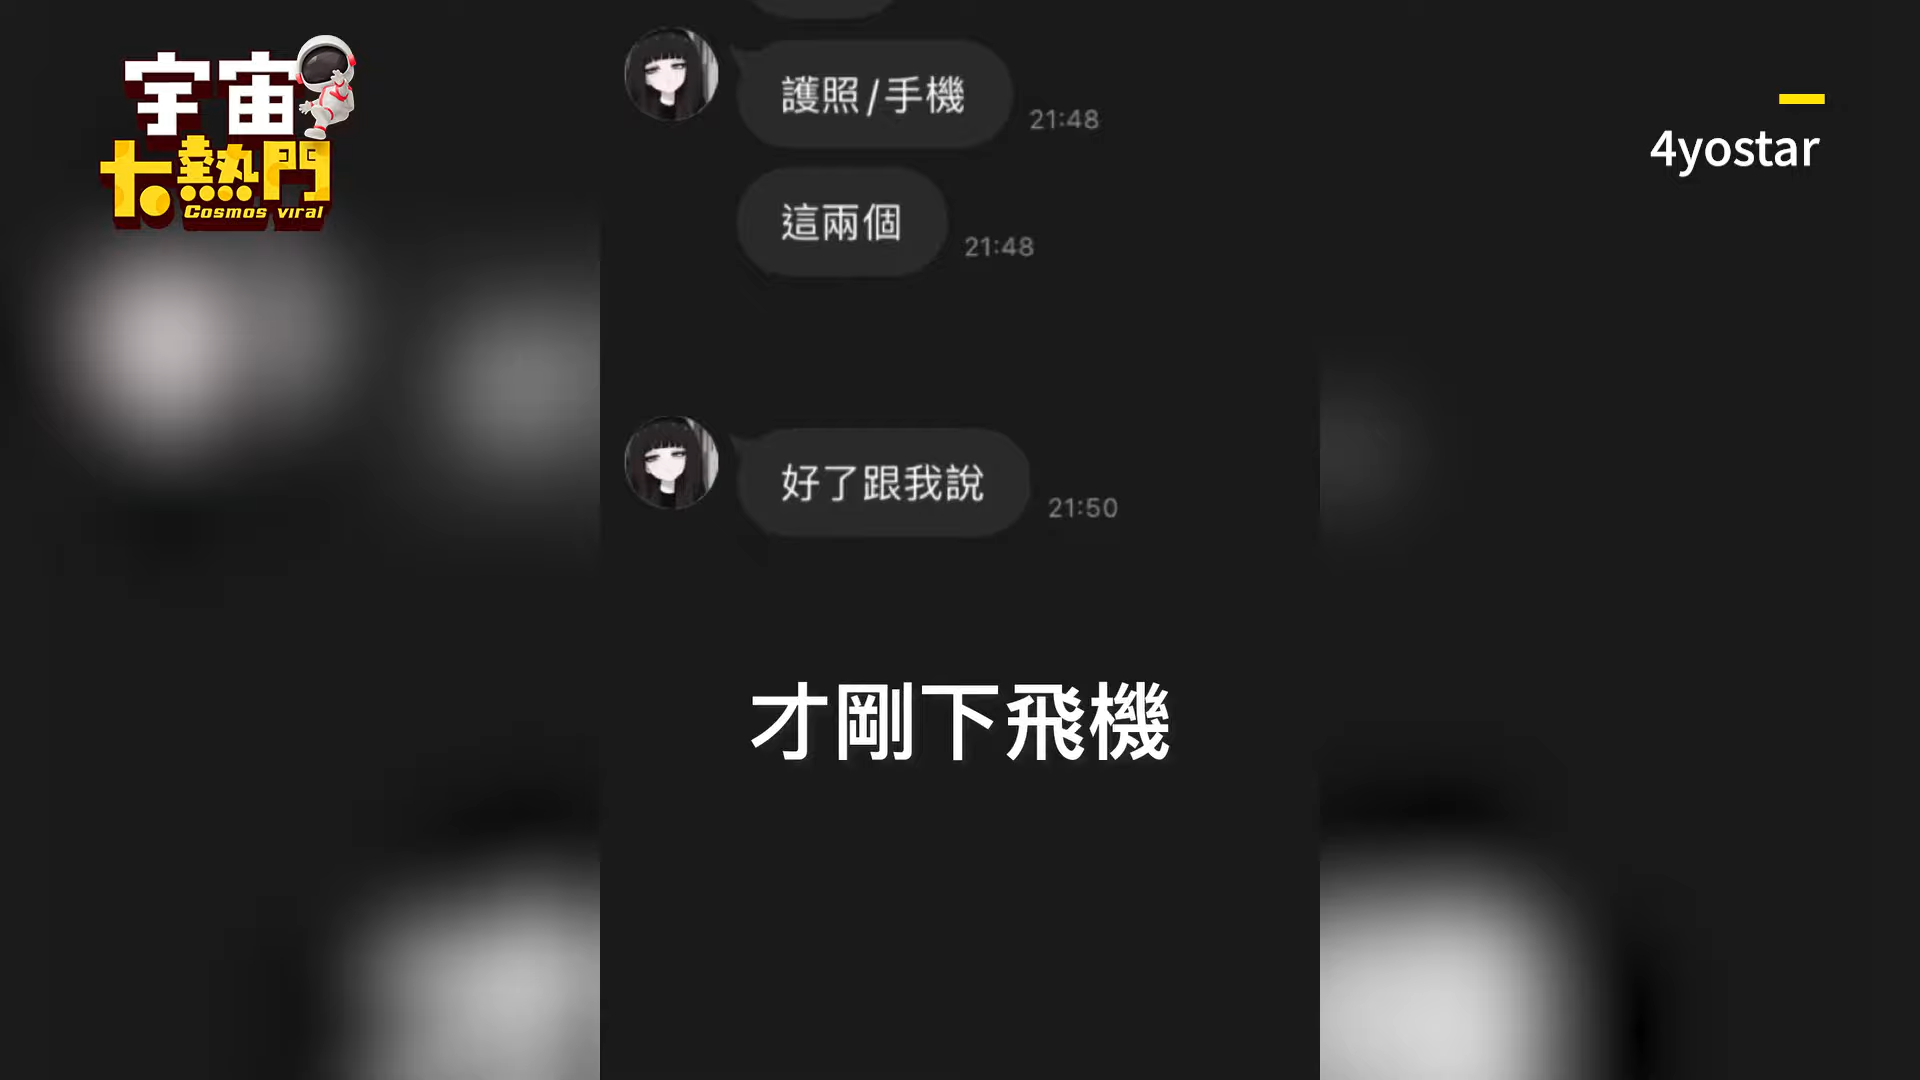 宇宙
大熱門
Cosmos viral
4yostar
護照/手機
21:48
這兩個
21:48
好了跟我說
21:50
才剛下飛機